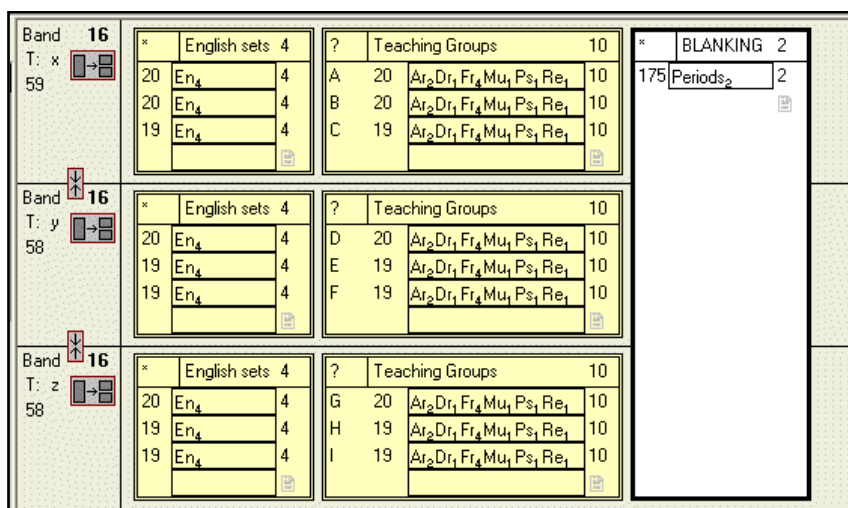 Band 16 * English sets 4 ? Teaching Groups 10 * BLANKING 2
T: x 20 En₄ 4 A 20 Ar₂Dr₁Fr₄Mu₁Ps₁Re₁ 10 175 Periods₂ 2
59 20 En₄ 4 B 20 Ar₂Dr₁Fr₄Mu₁Ps₁Re₁ 10
19 En₄ 4 C 19 Ar₂Dr₁Fr₄Mu₁Ps₁Re₁ 10
Band 16 * English sets 4 ? Teaching Groups 10
T: y 20 En₄ 4 D 20 Ar₂Dr₁Fr₄Mu₁Ps₁Re₁ 10
58 19 En₄ 4 E 19 Ar₂Dr₁Fr₄Mu₁Ps₁Re₁ 10
19 En₄ 4 F 19 Ar₂Dr₁Fr₄Mu₁Ps₁Re₁ 10
Band 16 * English sets 4 ? Teaching Groups 10
T: z 20 En₄ 4 G 20 Ar₂Dr₁Fr₄Mu₁Ps₁Re₁ 10
58 19 En₄ 4 H 19 Ar₂Dr₁Fr₄Mu₁Ps₁Re₁ 10
19 En₄ 4 I 19 Ar₂Dr₁Fr₄Mu₁Ps₁Re₁ 10